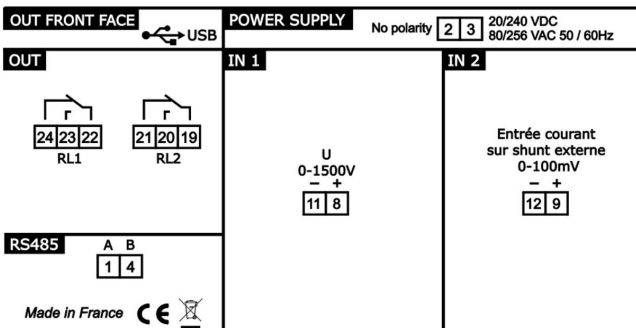 OUT FRONT FACE
USB
POWER SUPPLY
No polarity 2 3 20/240 VDC
80/256 VAC 50 / 60Hz
OUT
24 23 22
RL1
21 20 19
RL2
IN 1
U
0-1500V
– +
11 8
IN 2
Entrée courant
sur shunt externe
0-100mV
– +
12 9
RS485
A B
1 4
Made in France CE